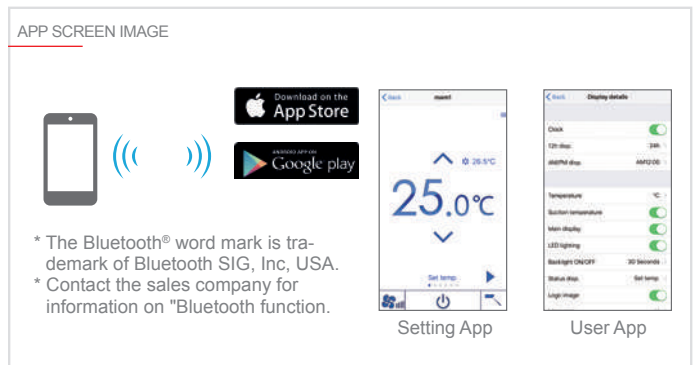 APP SCREEN IMAGE
Download on the
App Store
ANDROID APP ON
Google play
* The Bluetooth® word mark is tra-
demark of Bluetooth SIG, Inc, USA.
* Contact the sales company for
information on "Bluetooth function.
Back
26.5°C
25.0°C
Set temp.
Setting App
Back Display details
Clock
12h disp. 24h
AM/PM disp.
Temperature °C
Suction temperature
Main display
LED lighting
Backlight ON/OFF 30 Seconds
Status disp. Set temp.
Logo image
User App